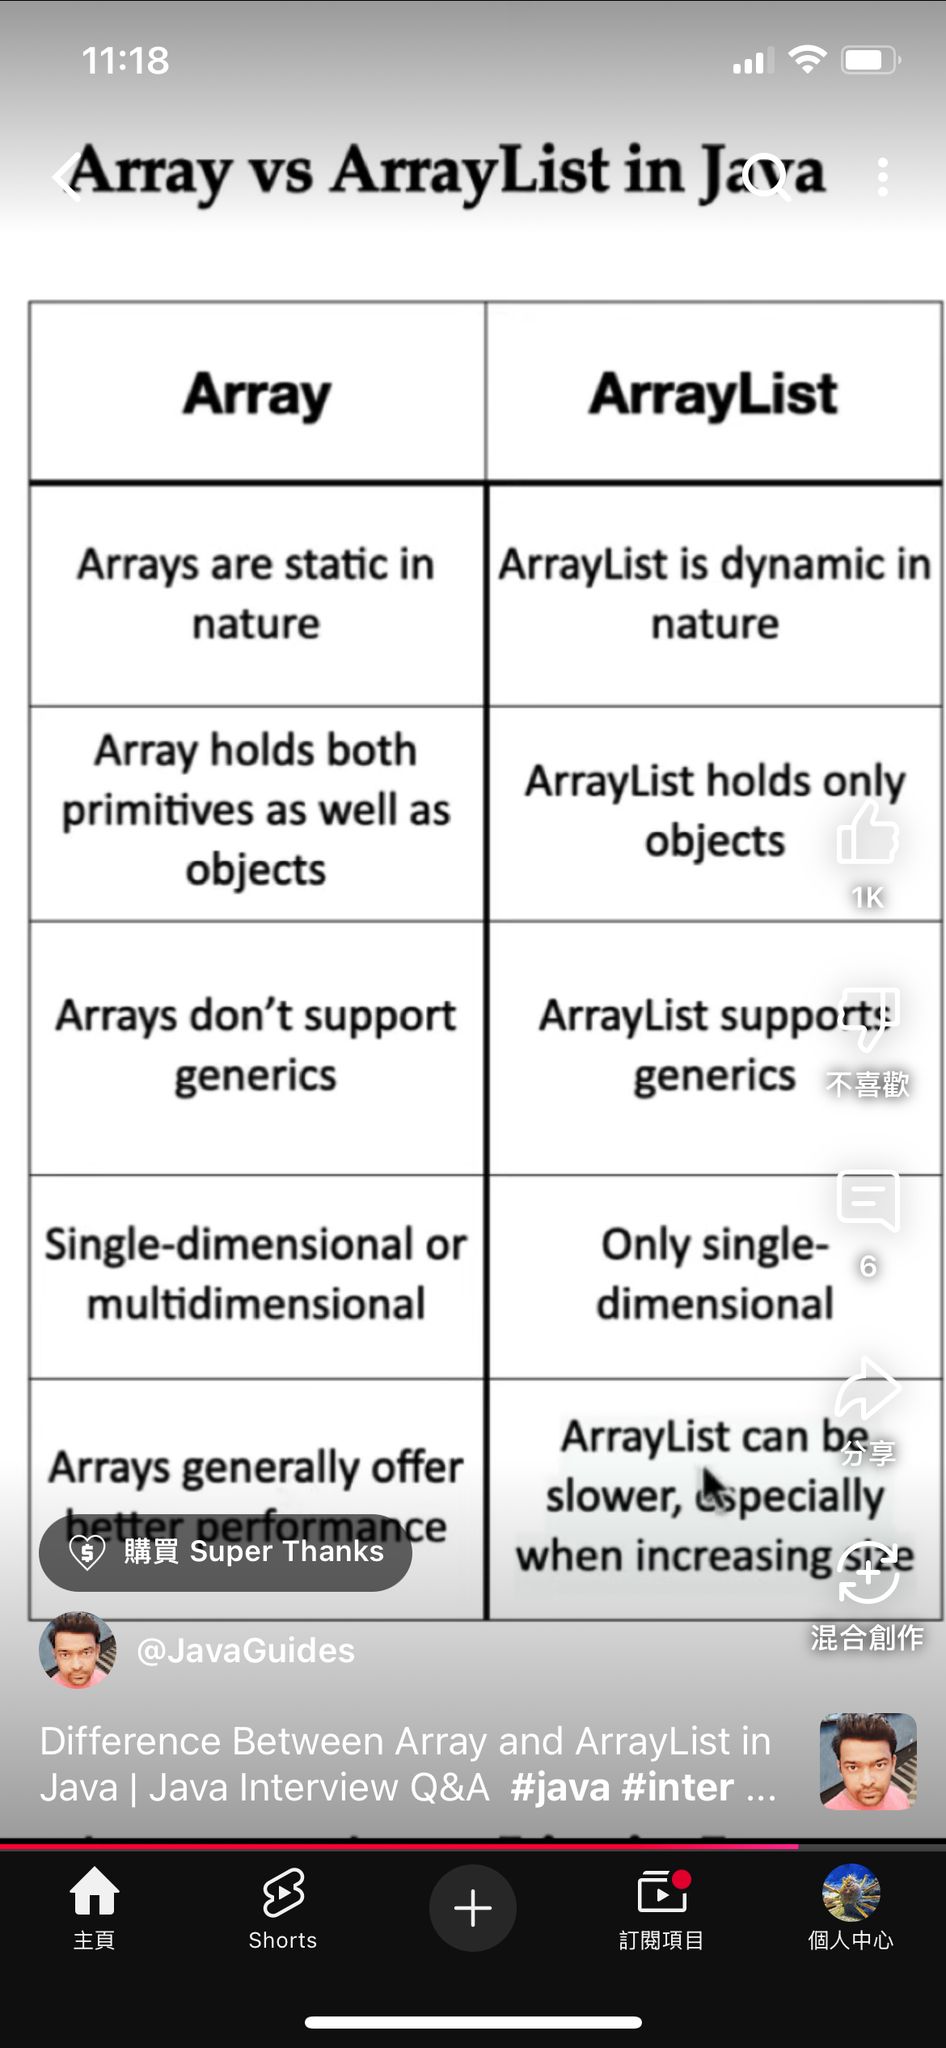 11:18
Array vs ArrayList in Java
Array
ArrayList
Arrays are static in
nature
ArrayList is dynamic in
nature
Array holds both
primitives as well as
objects
ArrayList holds only
objects
1K
Arrays don't support
generics
ArrayList supports
generics
不喜歡
Single-dimensional or
multidimensional
Only single-
dimensional
6
Arrays generally offer
better performance
ArrayList can be
slower, especially
when increasing size
分享
購買 Super Thanks
混合創作
@JavaGuides
Difference Between Array and ArrayList in
Java | Java Interview Q&A #java #inter ...
主頁
Shorts
訂閱項目
個人中心